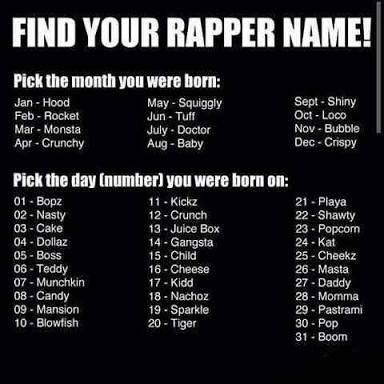 FIND YOUR RAPPER NAME!
Pick the month you were born:
Jan - Hood
Feb - Rocket
Mar - Monsta
Apr - Crunchy
May - Squiggly
Jun - Tuff
July - Doctor
Aug - Baby
Sept - Shiny
Oct - Loco
Nov - Bubble
Dec - Crispy
Pick the day (number) you were born on:
01 - Bopz
02 - Nasty
03 - Cake
04 - Dollaz
05 - Boss
06 - Teddy
07 - Munchkin
08 - Candy
09 - Mansion
10 - Blowfish
11 - Kickz
12 - Crunch
13 - Juice Box
14 - Gangsta
15 - Child
16 - Cheese
17 - Kidd
18 - Nachoz
19 - Sparkle
20 - Tiger
21 - Playa
22 - Shawty
23 - Popcorn
24 - Kat
25 - Cheekz
26 - Masta
27 - Daddy
28 - Momma
29 - Pastrami
30 - Pop
31 - Boom